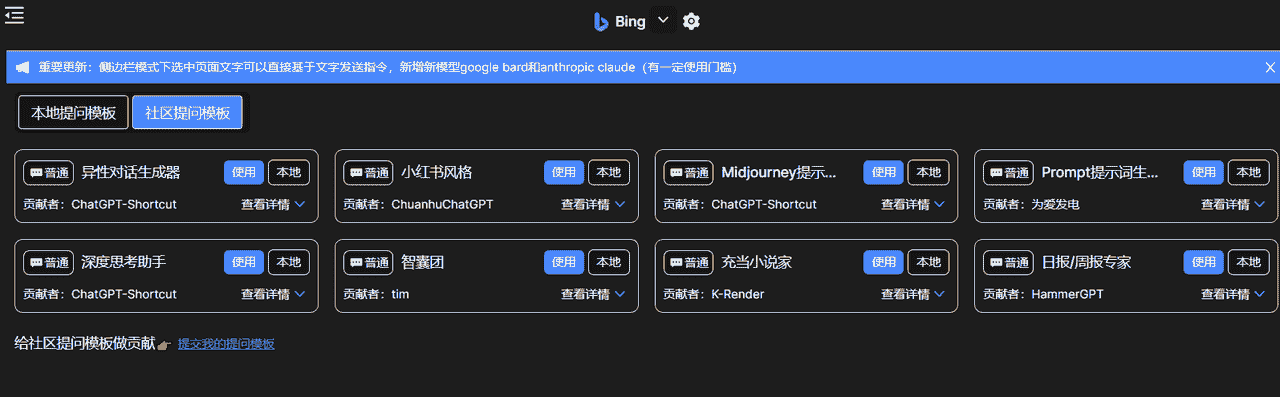 Bing
重要更新：侧边栏模式下选中页面文字可以直接基于文字发送指令，新增新模型google bard和anthropic claude（有一定使用门槛）
本地提问模板 社区提问模板
普通 异性对话生成器 使用 本地
贡献者：ChatGPT-Shortcut 查看详情
普通 小红书风格 使用 本地
贡献者：ChuanhuChatGPT 查看详情
普通 Midjourney提示... 使用 本地
贡献者：ChatGPT-Shortcut 查看详情
普通 Prompt提示词生... 使用 本地
贡献者：为爱发电 查看详情
普通 深度思考助手 使用 本地
贡献者：ChatGPT-Shortcut 查看详情
普通 智囊团 使用 本地
贡献者：tim 查看详情
普通 充当小说家 使用 本地
贡献者：K-Render 查看详情
普通 日报/周报专家 使用 本地
贡献者：HammerGPT 查看详情
给社区提问模板做贡献 提交我的提问模板